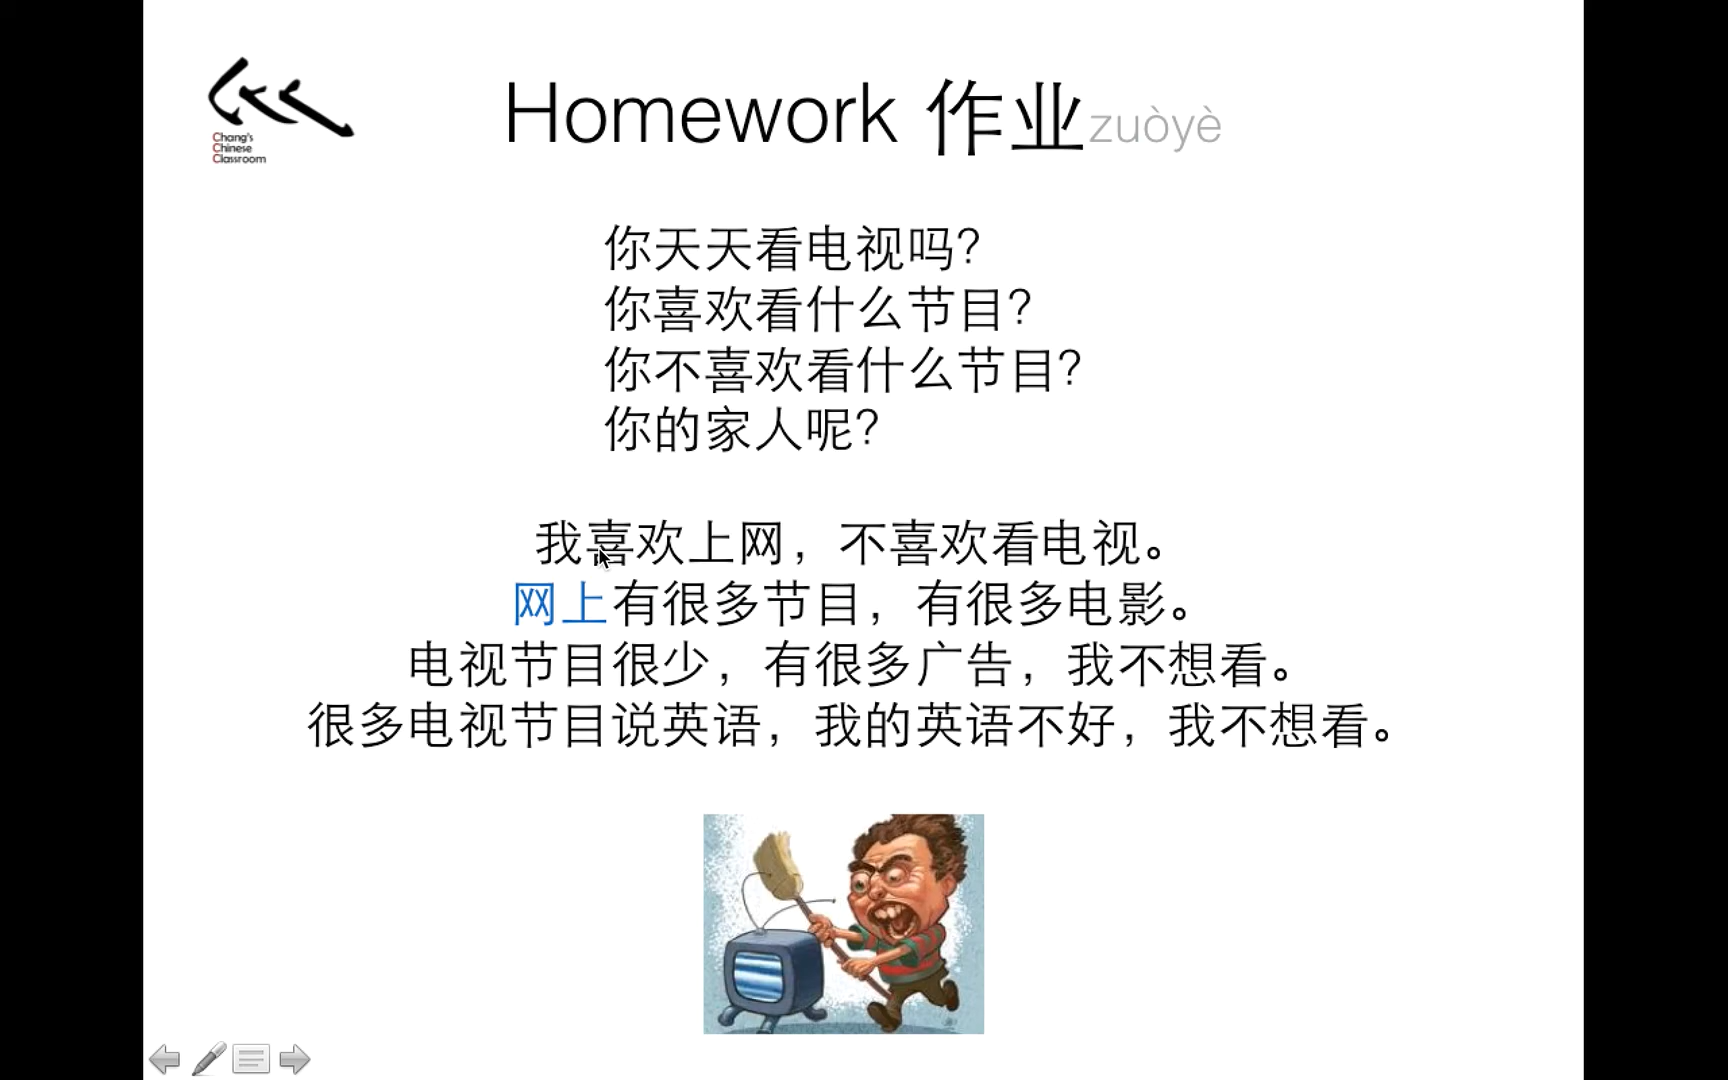 Chang's
Chinese
Classroom
Homework 作业zuòyè
你天天看电视吗?
你喜欢看什么节目?
你不喜欢看什么节目?
你的家人呢?
我喜欢上网，不喜欢看电视。
网上有很多节目，有很多电影。
电视节目很少，有很多广告，我不想看。
很多电视节目说英语，我的英语不好，我不想看。